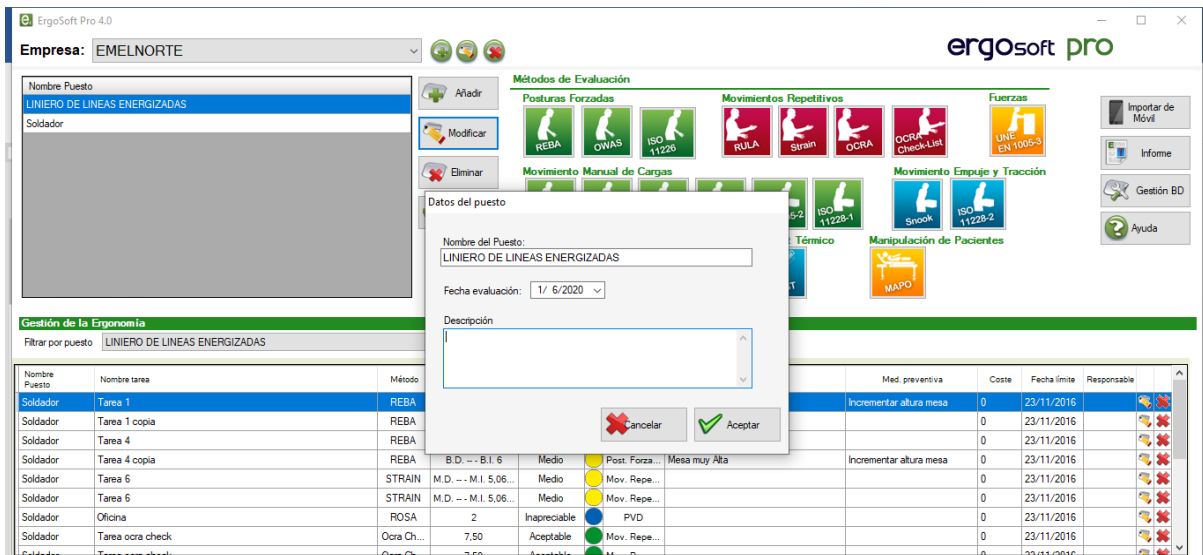 ErgoSoft Pro 4.0
Empresa: EMELNORTE
ergosoft pro
Nombre Puesto
LINIERO DE LINEAS ENERGIZADAS
Soldador
Añadir
Modificar
Eliminar
Métodos de Evaluación
Posturas Forzadas
REBA
OWAS
ISO 11226
Movimientos Repetitivos
RULA
Strain
OCRA
OCRA Check-List
Fuerzas
UNE EN 1005-3
Importar de Móvil
Informe
Gestión BD
Ayuda
Movimiento Manual de Cargas
5-2
ISO 11228-1
Movimiento Empuje y Tracción
Snook
ISO 11228-2
Térmico
Manipulación de Pacientes
MAPO
Datos del puesto
Nombre del Puesto:
LINIERO DE LINEAS ENERGIZADAS
Fecha evaluación: 1/ 6/2020
Descripción
Cancelar
Aceptar
Gestión de la Ergonomía
Filtrar por puesto LINIERO DE LINEAS ENERGIZADAS
Nombre Puesto Nombre tarea Método Med. preventiva Coste Fecha límite Responsable
Soldador Tarea 1 REBA Incrementar altura mesa 0 23/11/2016
Soldador Tarea 1 copia REBA 0 23/11/2016
Soldador Tarea 4 REBA 0 23/11/2016
Soldador Tarea 4 copia REBA B.D. -- - B.I. 6 Medio Post. Forza... Mesa muy Alta Incrementar altura mesa 0 23/11/2016
Soldador Tarea 6 STRAIN M.D. -- - M.I. 5,06... Medio Mov. Repe... 0 23/11/2016
Soldador Tarea 6 STRAIN M.D. -- - M.I. 5,06... Medio Mov. Repe... 0 23/11/2016
Soldador Oficina ROSA 2 Inapreciable PVD 0 23/11/2016
Soldador Tarea ocra check Ocra Ch... 7,50 Aceptable Mov. Repe... 0 23/11/2016